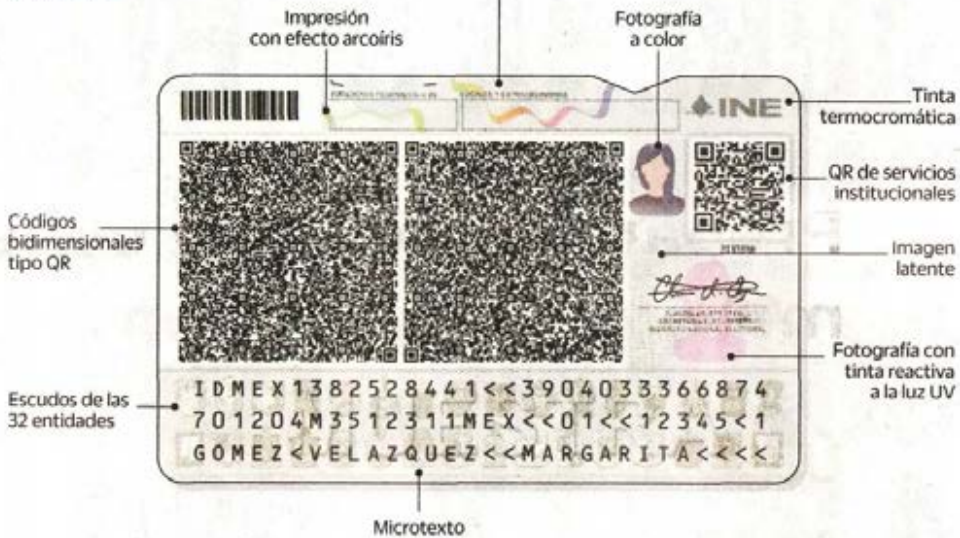 Impresión
con efecto arcoíris
Fotografía
a color
INE
Tinta
termocromática
QR de servicios
institucionales
Códigos
bidimensionales
tipo QR
Imagen
latente
Fotografía con
tinta reactiva
a la luz UV
Escudos de las
32 entidades
IDMEX1382528441<<3904033366874
701204M3512311MEX<<01<<12345<1
GOMEZ<VELAZQUEZ<<MARGARITA<<<<
Microtexto